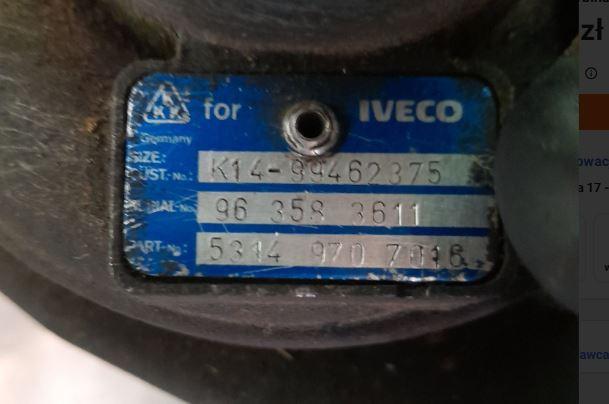 KKK
for IVECO
Germany
SIZE:
CUST.-No.: K14-99462375
SERIAL-No. 96 358 3611
PART-No.: 5314 970 7016
zł